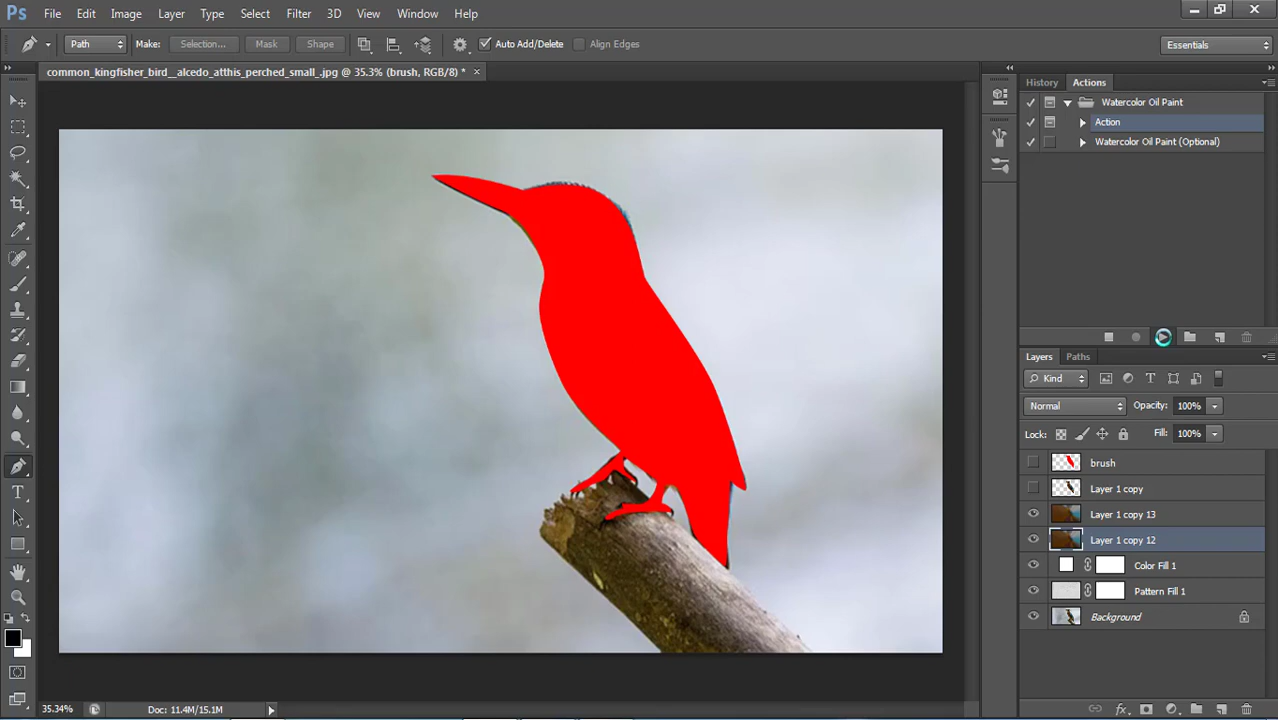 Ps File Edit Image Layer Type Select Filter 3D View Window Help
Path Make: Selection... Mask Shape Auto Add/Delete Align Edges Essentials
common_kingfisher_bird__alcedo_atthis_perched_small_.jpg @ 35.3% (brush, RGB/8) * ×
History Actions
Watercolor Oil Paint
Action
Watercolor Oil Paint (Optional)
Layers Paths
Kind
Normal Opacity: 100%
Lock: Fill: 100%
brush
Layer 1 copy
Layer 1 copy 13
Layer 1 copy 12
Color Fill 1
Pattern Fill 1
Background
35.34% Doc: 11.4M/15.1M